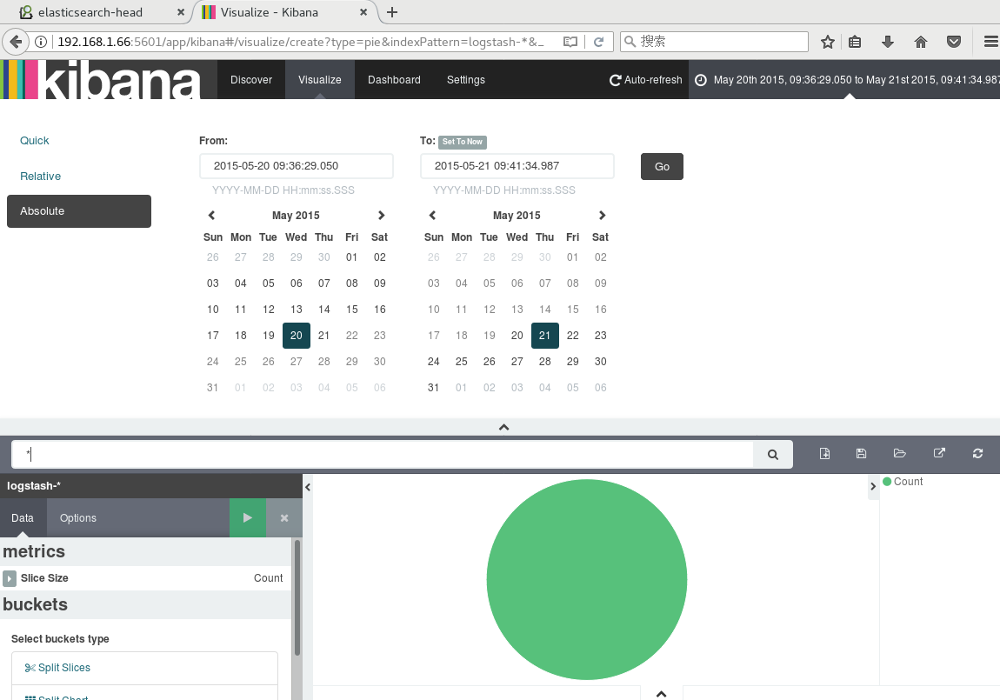 elasticsearch-head
Visualize - Kibana
192.168.1.66:5601/app/kibana#/visualize/create?type=pie&indexPattern=logstash-*&_
搜索
kibana
Discover Visualize Dashboard Settings Auto-refresh May 20th 2015, 09:36:29.050 to May 21st 2015, 09:41:34.987
Quick
Relative
Absolute
From:
2015-05-20 09:36:29.050
YYYY-MM-DD HH:mm:ss.SSS
May 2015
Sun Mon Tue Wed Thu Fri Sat
26 27 28 29 30 01 02
03 04 05 06 07 08 09
10 11 12 13 14 15 16
17 18 19 20 21 22 23
24 25 26 27 28 29 30
31 01 02 03 04 05 06
To: Set To Now
2015-05-21 09:41:34.987
YYYY-MM-DD HH:mm:ss.SSS
May 2015
Sun Mon Tue Wed Thu Fri Sat
26 27 28 29 30 01 02
03 04 05 06 07 08 09
10 11 12 13 14 15 16
17 18 19 20 21 22 23
24 25 26 27 28 29 30
31 01 02 03 04 05 06
Go
*
logstash-*
Data Options
metrics
Slice Size Count
buckets
Select buckets type
Split Slices
Split Chart
Count